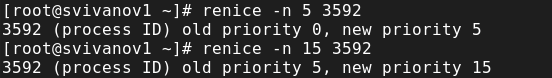 [root@svivanov1 ~]# renice -n 5 3592
3592 (process ID) old priority 0, new priority 5
[root@svivanov1 ~]# renice -n 15 3592
3592 (process ID) old priority 5, new priority 15